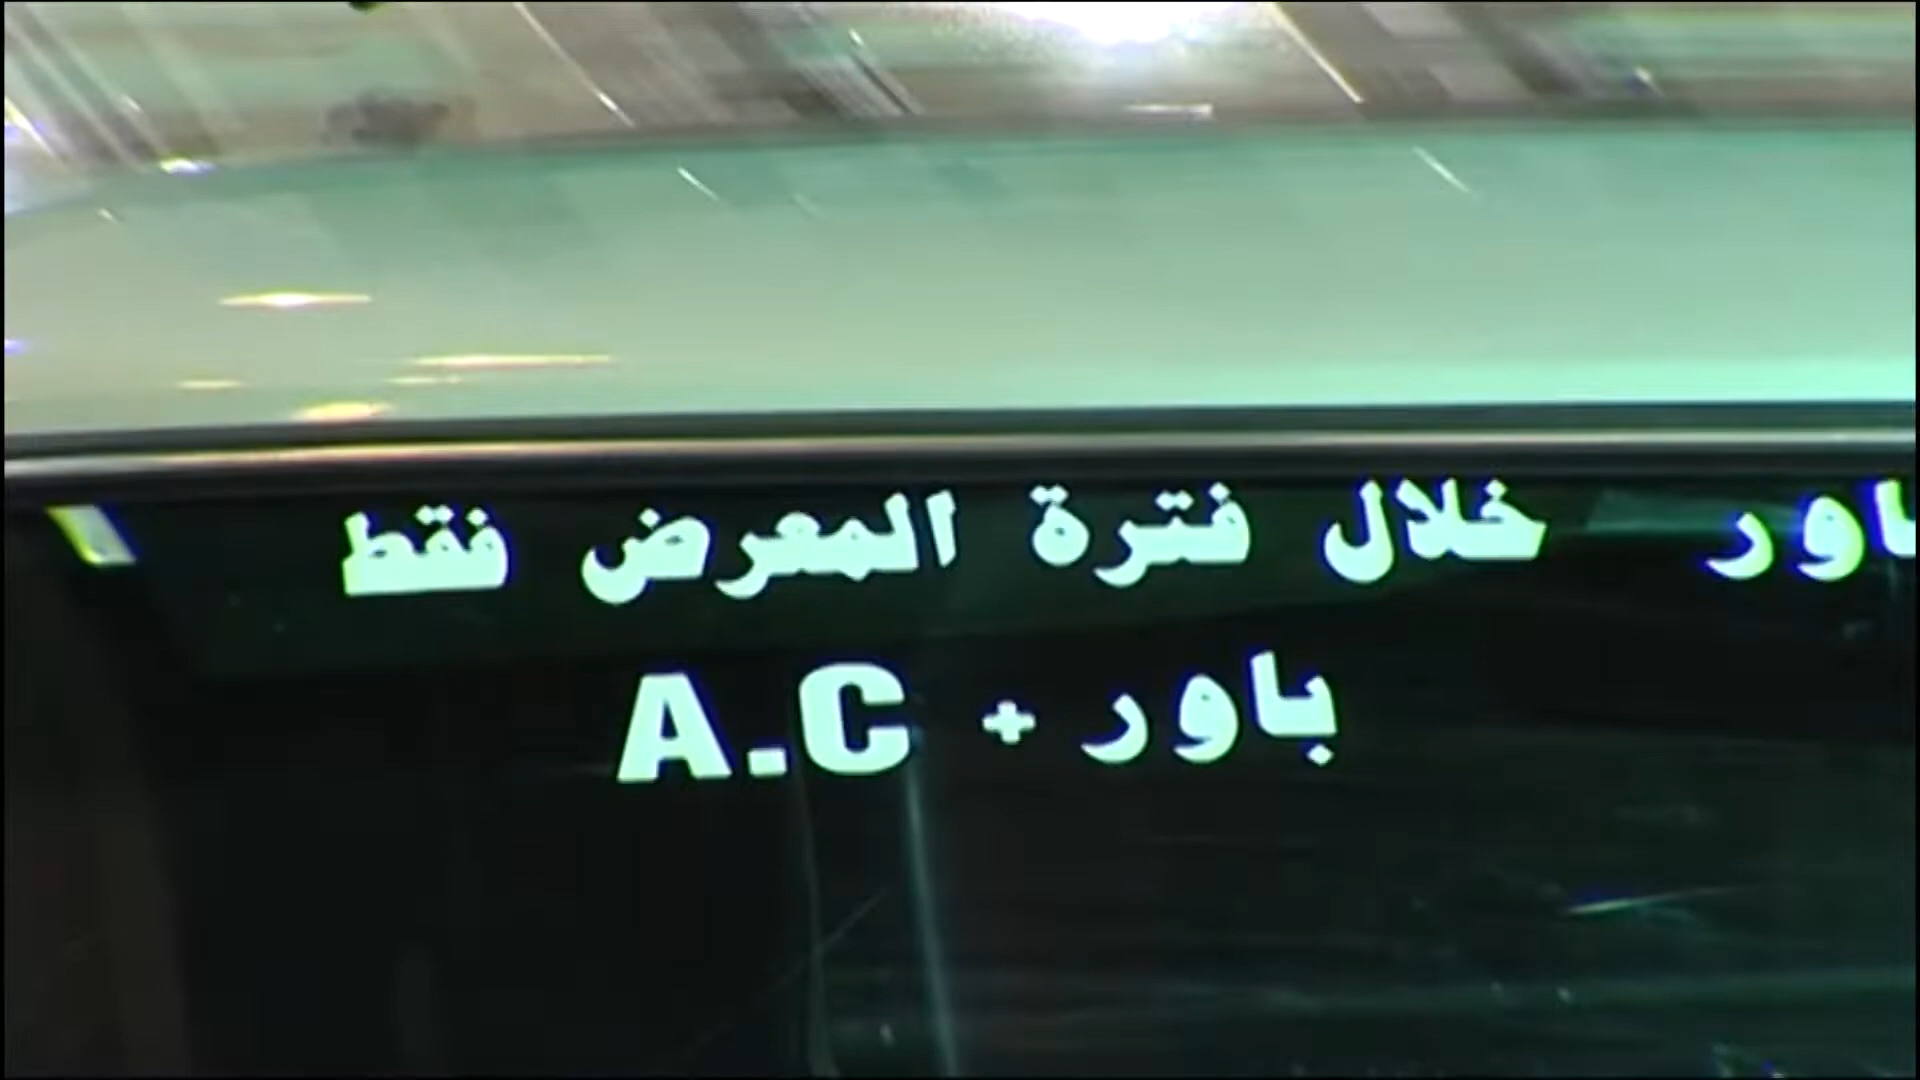 خلال فترة المعرض فقط
باور + A.C